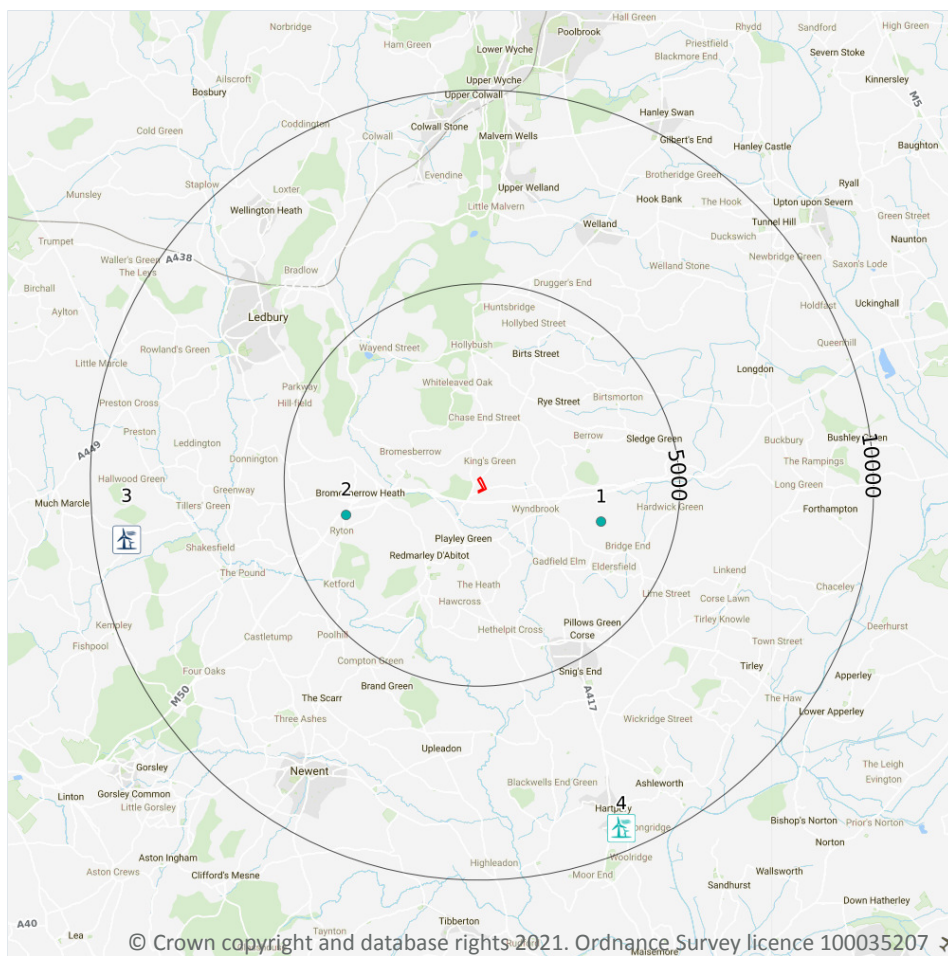 Hall Green
Norbridge
Rhydd
Sandford
High Green
Poolbrook
Ham Green
Lower Wyche
Priestfield
Severn Stoke
Blackmore End
Ailscroft
Upper Wyche
Kinnersley
Bosbury
Upper Colwall
M5
Hanley Swan
Coddington
Colwall Stone
Cold Green
Colwall
Malvern Wells
Gilbert's End
Hanley Castle
Baughton
Evendine
Brotheridge Green
Staplow
Loxter
Upper Welland
Ryall
Munsley
Hook Bank
The Hook
Upton upon Severn
Wellington Heath
Little Malvern
Green Street
Welland
Tunnel Hill
Trumpet
Duckswich
Naunton
Waller's Green
A438
Newbridge Green
The Leys
Bradlow
Welland Stone
Saxon's Lode
Birchall
Drugger's End
Uckinghall
Aylton
Huntsbridge
Holdfast
Ledbury
Hollybed Street
Wayend Street
Hollybush
Queenhill
Rowland's Green
Birts Street
Little Marcle
Longdon
Parkway
Whiteleaved Oak
Hill field
Birtsmorton
Preston Cross
Rye Street
Chase End Street
Preston
Berrow
Sledge Green
Buckbury
Bushley Green
A449
Leddington
Bromesberrow
Donnington
King's Green
5000
10000
The Rampings
Hallwood Green
Long Green
Greenway
Bromesberrow Heath
3
2
1
Much Marcle
Tillers' Green
Wyndbrook
Hardwick Green
Forthampton
Ryton
Playley Green
Shakesfield
Redmarley D'Abitot
Bridge End
Gadfield Elm
Eldersfield
The Pound
Linkend
Ketford
The Heath
Chaceley
Hawcross
Lime Street
Corse Lawn
Kempley
Pillows Green
Tirley Knowle
Deerhurst
Castletump
Poolhill
Hethelpit Cross
Corse
Fishpool
Town Street
Compton Green
Tirley
Four Oaks
Snig's End
Apperley
Brand Green
M50
The Scarr
A417
The Haw
Three Ashes
Wickridge Street
Lower Apperley
Upleadon
Gorsley
Newent
The Leigh
Blackwells End Green
Ashleworth
Evington
Linton
Gorsley Common
4
Little Gorsley
Hartpury
Bishop's Norton
Prior's Norton
Norton
Aston Ingham
Highleadon
Woolridge
Aston Crews
Clifford's Mesne
Moor End
Wallsworth
Sandhurst
Down Hatherley
A40
Tibberton
Lea
Taynton
Twigworth
Maisemore
© Crown copyright and database rights 2021. Ordnance Survey licence 100035207